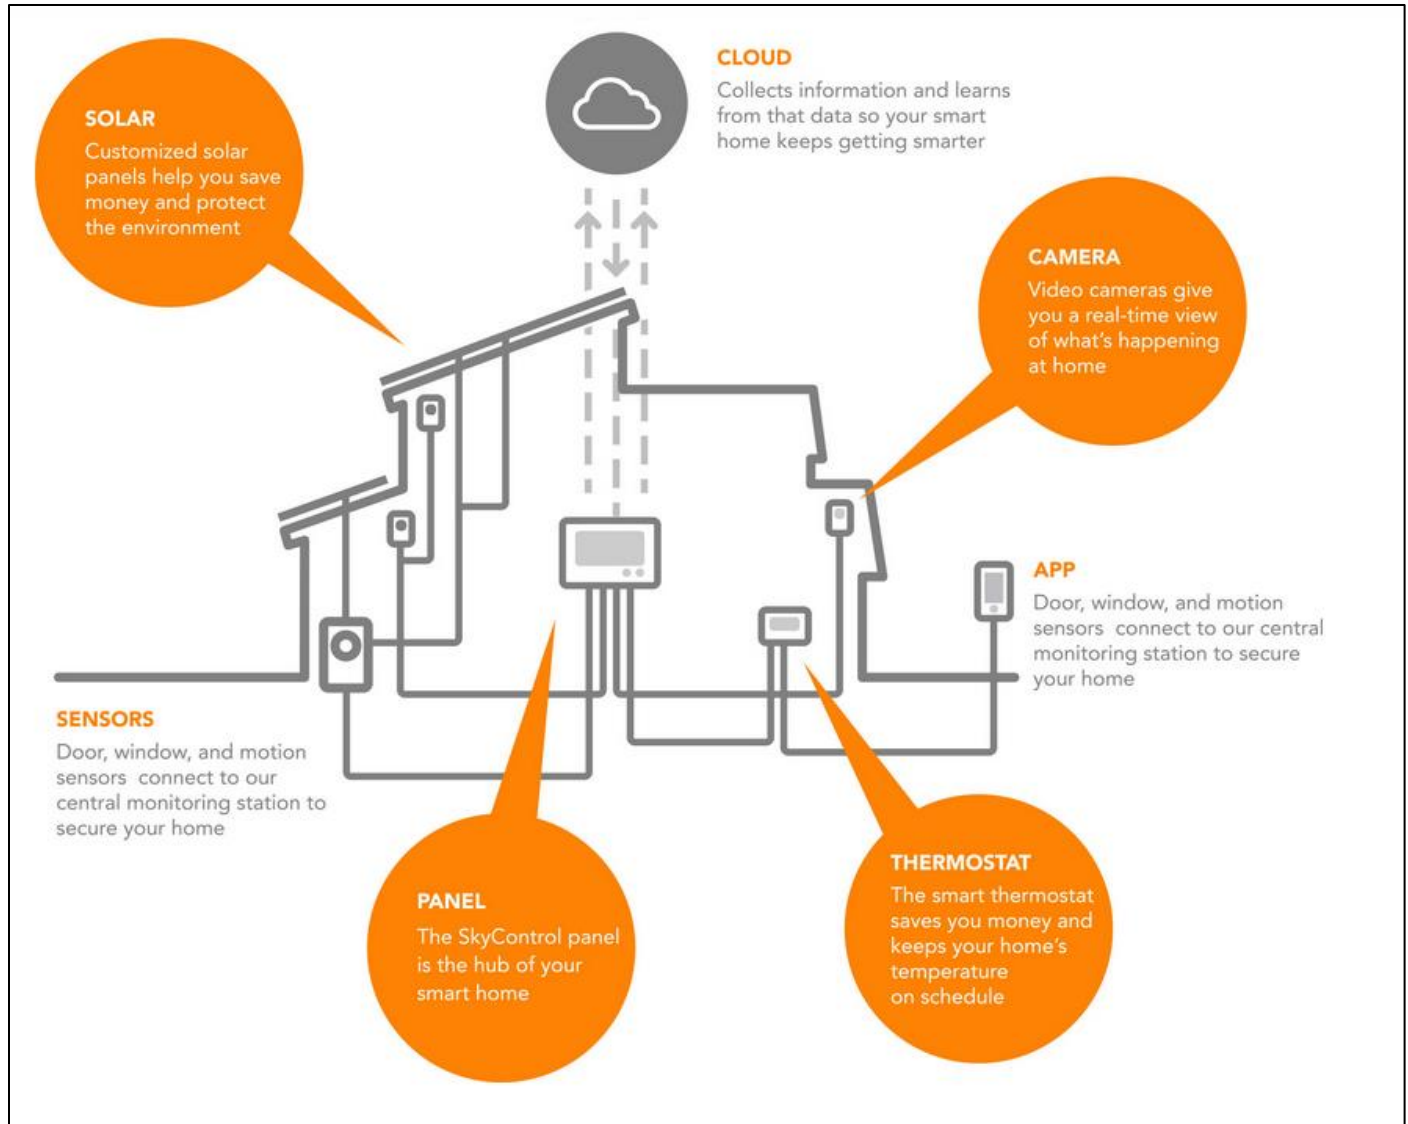 CLOUD
Collects information and learns
from that data so your smart
home keeps getting smarter
SOLAR
Customized solar
panels help you save
money and protect
the environment
CAMERA
Video cameras give
you a real-time view
of what's happening
at home
APP
Door, window, and motion
sensors connect to our central
monitoring station to secure
your home
SENSORS
Door, window, and motion
sensors connect to our
central monitoring station to
secure your home
PANEL
The SkyControl panel
is the hub of your
smart home
THERMOSTAT
The smart thermostat
saves you money and
keeps your home's
temperature
on schedule